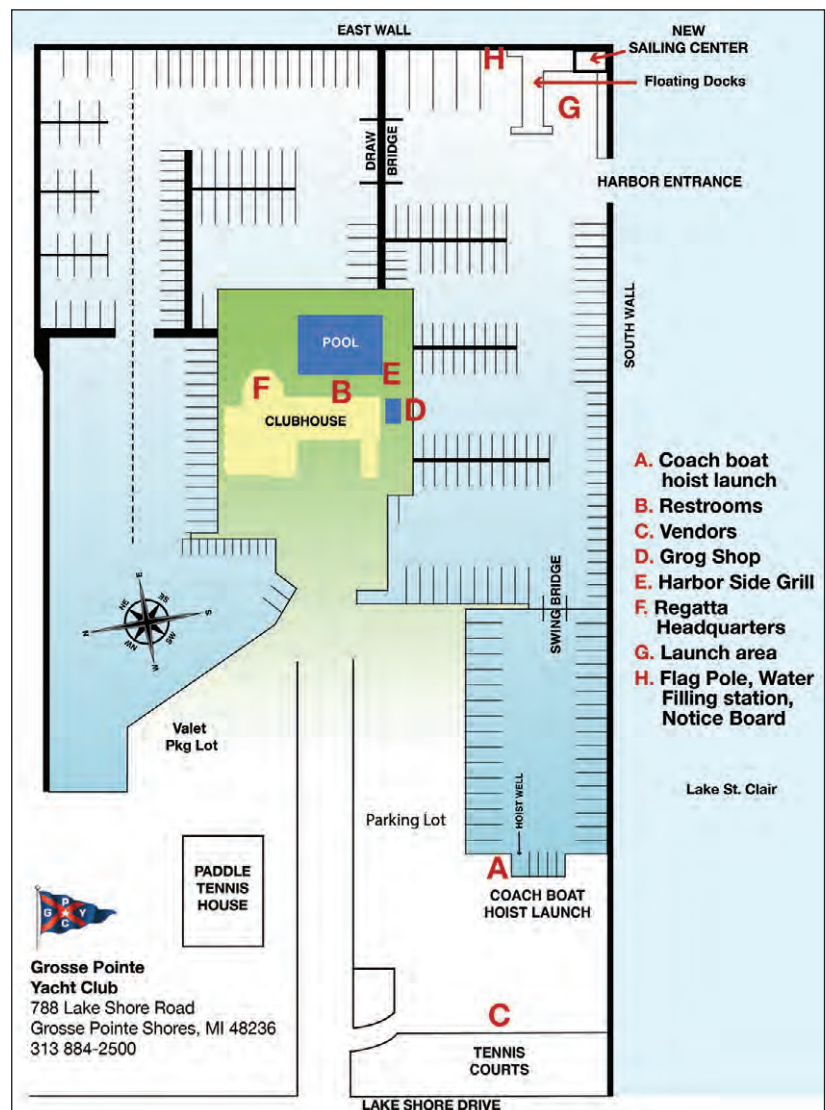 EAST WALL
NEW
SAILING CENTER
H
Floating Docks
G
DRAW
BRIDGE
HARBOR ENTRANCE
SOUTH WALL
POOL
E
F
B
D
CLUBHOUSE
A. Coach boat
hoist launch
B. Restrooms
C. Vendors
D. Grog Shop
E. Harbor Side Grill
F. Regatta
Headquarters
G. Launch area
H. Flag Pole, Water
Filling station,
Notice Board
SWING BRIDGE
E
NE
SE
N
S
NW
SW
W
Valet
Pkg Lot
Lake St. Clair
Parking Lot
HOIST WELL
A
COACH BOAT
HOIST LAUNCH
PADDLE
TENNIS
HOUSE
P
G
Y
C
Grosse Pointe
Yacht Club
788 Lake Shore Road
Grosse Pointe Shores, MI 48236
313 884-2500
C
TENNIS
COURTS
LAKE SHORE DRIVE